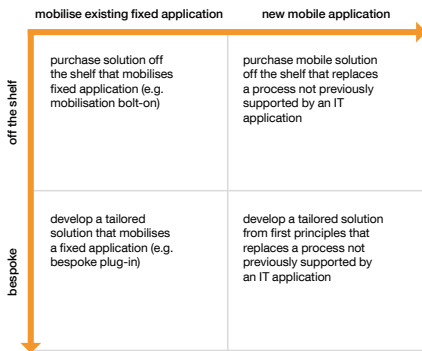 mobilise existing fixed application
new mobile application
off the shelf
purchase solution off
the shelf that mobilises
fixed application (e.g.
mobilisation bolt-on)
purchase mobile solution
off the shelf that replaces
a process not previously
supported by an IT
application
bespoke
develop a tailored
solution that mobilises
a fixed application (e.g.
bespoke plug-in)
develop a tailored solution
from first principles that
replaces a process not
previously supported by
an IT application